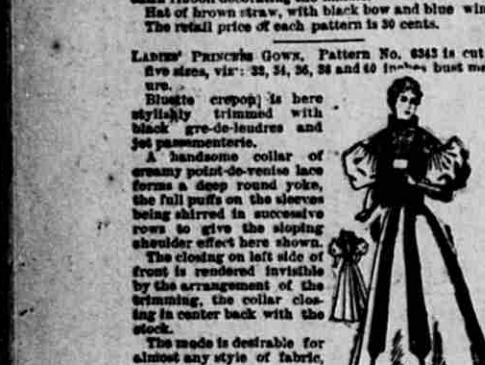 Hat of brown straw, with black bow and blue
The retail price of each pattern is 30 cents.
LADIES' PRINCESS GOWN. Pattern No. 6343 is cut
five sizes, viz: 32, 34, 36, 38 and 40 inches bust
ure.
Bluette crepon is here
stylishly trimmed with
black gre-de-leudres and
jet passementerie.
A handsome collar of
creamy point-de-venise lace
forms a deep round yoke,
the full puffs on the sleeves
being shirred in successive
rows to give the sloping
shoulder effect here shown.
The closing on left side of
front is rendered invisible
by the arrangement of the
trimming, the collar clos-
ing in center back with the
stock.
The mode is desirable for
almost any style of fabric,